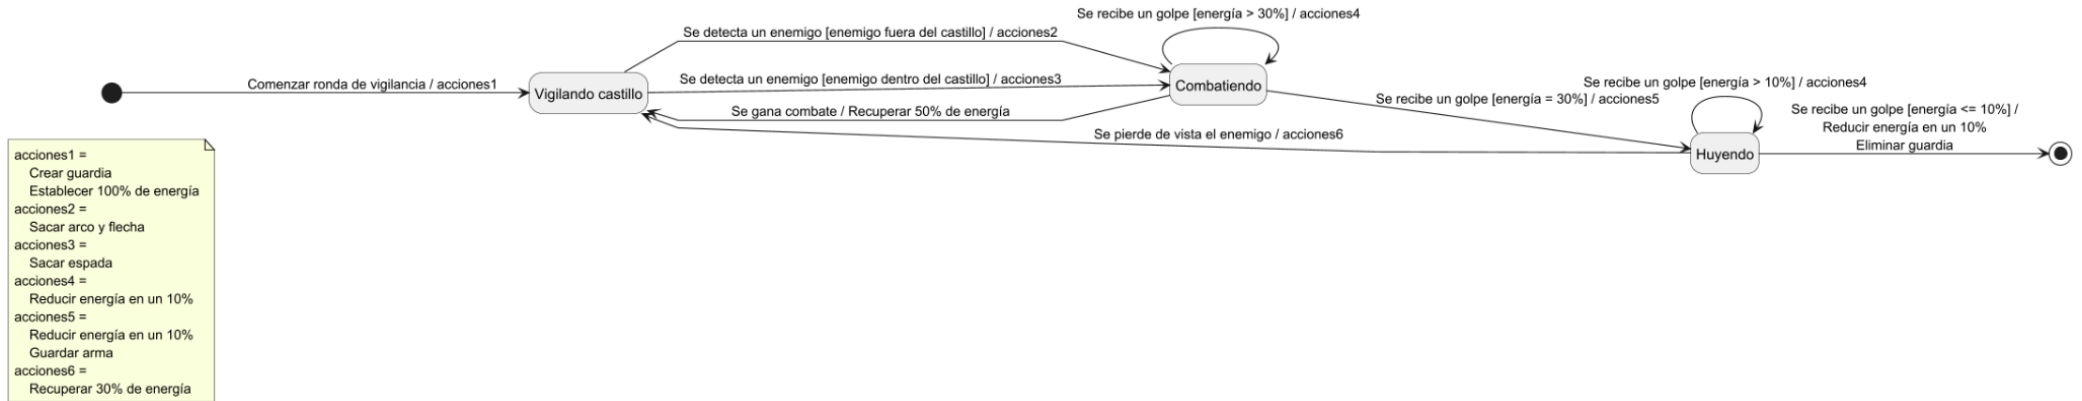 Se recibe un golpe [energía > 30%] / acciones4
Se detecta un enemigo [enemigo fuera del castillo] / acciones2
Se detecta un enemigo [enemigo dentro del castillo] / acciones3
Combatiendo
Comenzar ronda de vigilancia / acciones1
Vigilando castillo
Se recibe un golpe [energía > 10%] / acciones4
Se recibe un golpe [energía = 30%] / acciones5
Se gana combate / Recuperar 50% de energía
Se pierde de vista el enemigo / acciones6
Se recibe un golpe [energía <= 10%] /
Reducir energía en un 10%
Eliminar guardia
Huyendo
acciones1 =
Crear guardia
Establecer 100% de energía
acciones2 =
Sacar arco y flecha
acciones3 =
Sacar espada
acciones4 =
Reducir energía en un 10%
acciones5 =
Reducir energía en un 10%
Guardar arma
acciones6 =
Recuperar 30% de energía